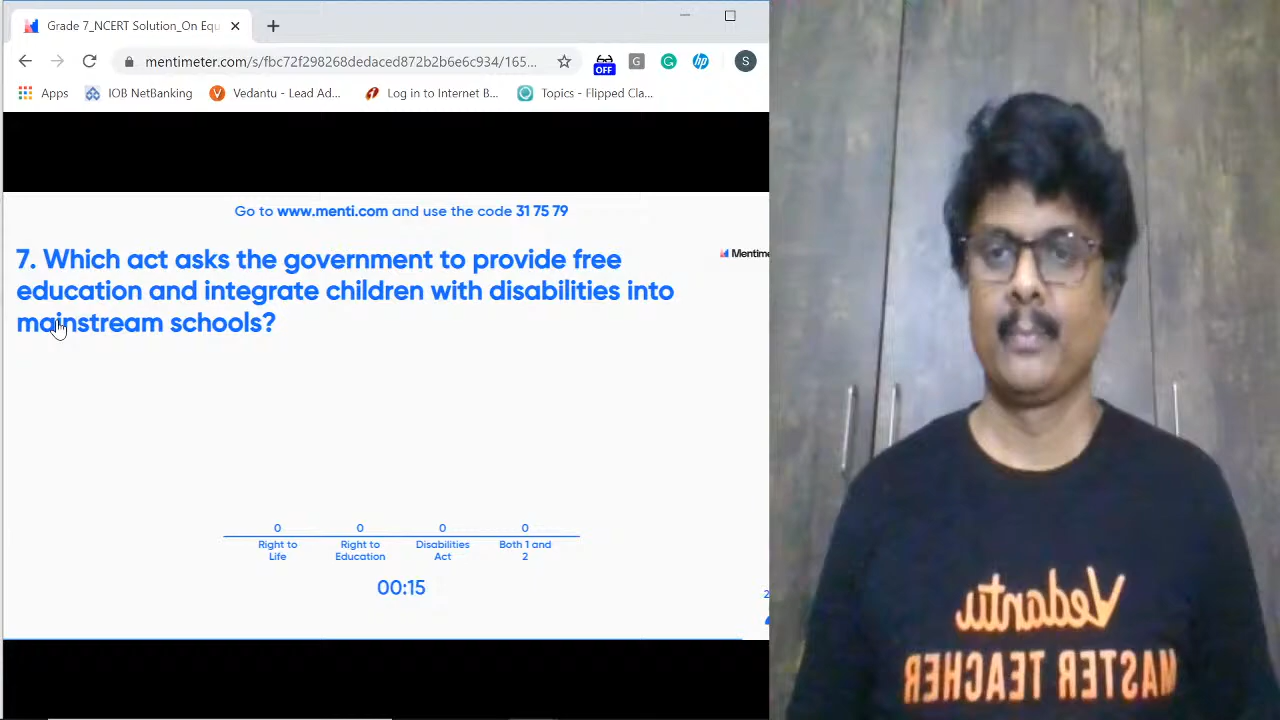 Grade 7_NCERT Solution_On Equ
mentimeter.com/s/fbc72f298268dedaced872b2b6e6c934/165...
OFF
G
S
Apps
IOB NetBanking
Vedantu - Lead Ad...
Log in to Internet B...
Topics - Flipped Cla...
Go to www.menti.com and use the code 31 75 79
7. Which act asks the government to provide free
education and integrate children with disabilities into
mainstream schools?
Mentime
0 0 0 0
Right to Life
Right to Education
Disabilities Act
Both 1 and 2
00:15
2
Vedantu
MASTER TEACHER